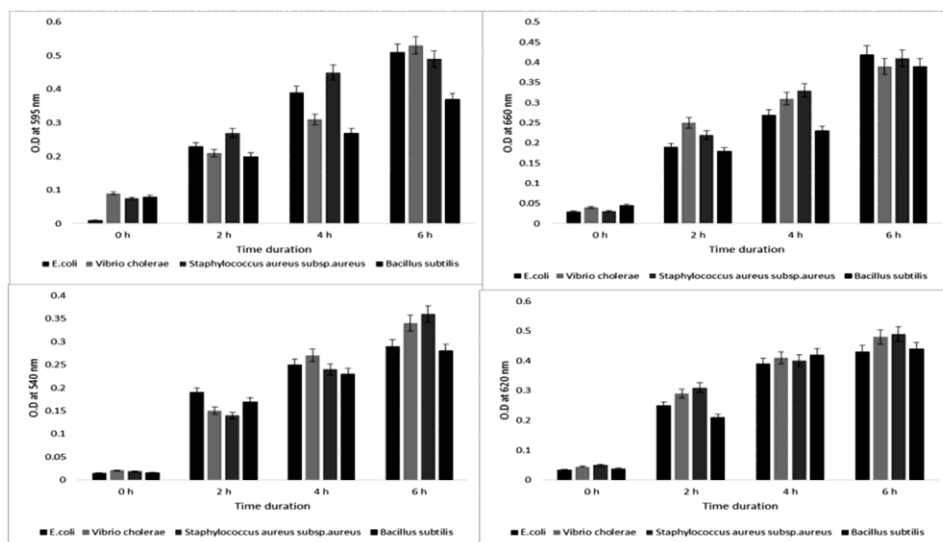 0.6
0.5
0.4
0.3
0.2
0.1
0
O.D at 595 nm
0 h 2 h 4 h 6 h
Time duration
E.coli Vibrio cholerae Staphylococcus aureus subsp.aureus Bacillus subtilis
0.45
0.4
0.35
0.3
0.25
0.2
0.15
0.1
0.05
0
O.D at 660 nm
0 h 2 h 4 h 6 h
Time duration
E.coli Vibrio cholerae Staphylococcus aureus subsp.aureus Bacillus subtilis
0.4
0.35
0.3
0.25
0.2
0.15
0.1
0.05
0
O.D at 540 nm
0 h 2 h 4 h 6 h
Time duration
E.coli Vibrio cholerae Staphylococcus aureus subsp.aureus Bacillus subtilis
0.6
0.5
0.4
0.3
0.2
0.1
0
O.D at 620 nm
0 h 2 h 4 h 6 h
Time duration
E.coli Vibrio cholerae Staphylococcus aureus subsp.aureus Bacillus subtilis